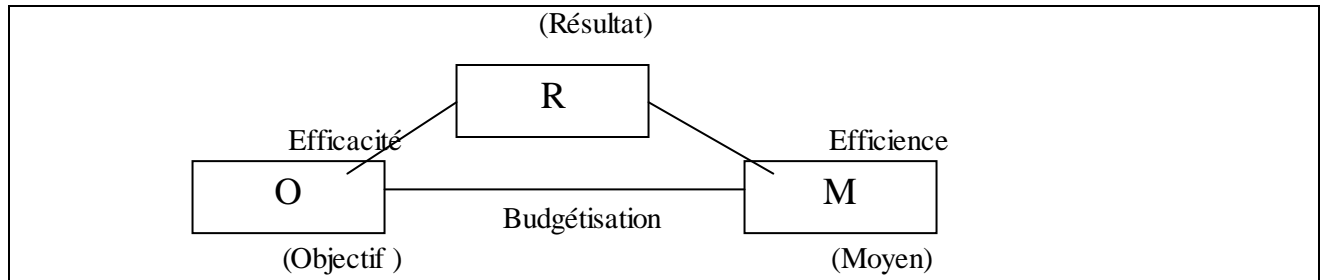 (Résultat)
R
Efficacité
Efficience
O
M
Budgétisation
(Objectif )
(Moyen)